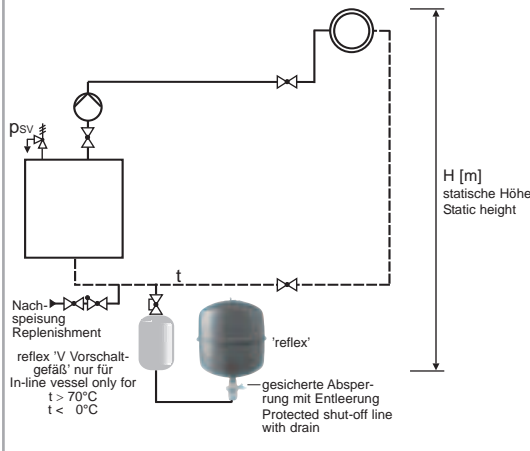 pSV
H [m]
statische Höhe
Static height
t
Nach-
speisung
Replenishment
reflex 'V Vorschalt-
gefäß' nur für
In-line vessel only for
t > 70°C
t < 0°C
'reflex'
gesicherte Absper-
rung mit Entleerung
Protected shut-off line
with drain